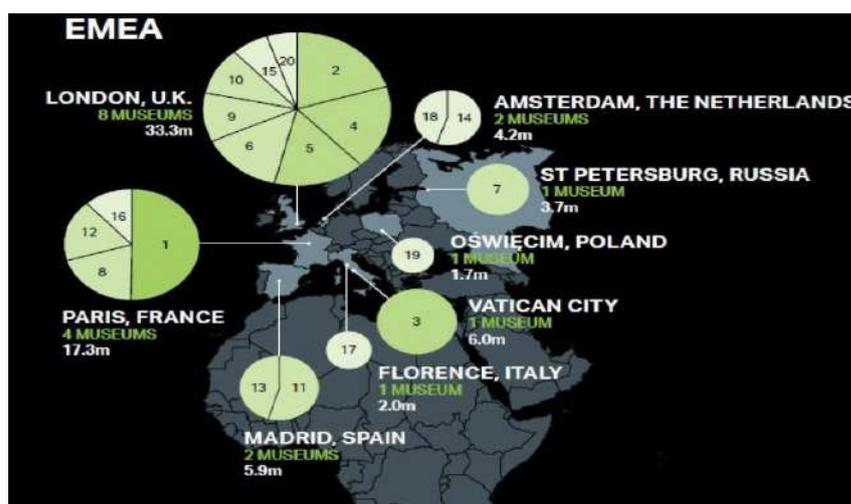 EMEA
20
15
2
10
9
4
6
5
LONDON, U.K.
8 MUSEUMS
33.3m
18
14
AMSTERDAM, THE NETHERLANDS
2 MUSEUMS
4.2m
7
ST PETERSBURG, RUSSIA
1 MUSEUM
3.7m
16
12
1
8
PARIS, FRANCE
4 MUSEUMS
17.3m
19
OŚWIĘCIM, POLAND
1 MUSEUM
1.7m
3
VATICAN CITY
1 MUSEUM
6.0m
17
FLORENCE, ITALY
1 MUSEUM
2.0m
13
11
MADRID, SPAIN
2 MUSEUMS
5.9m